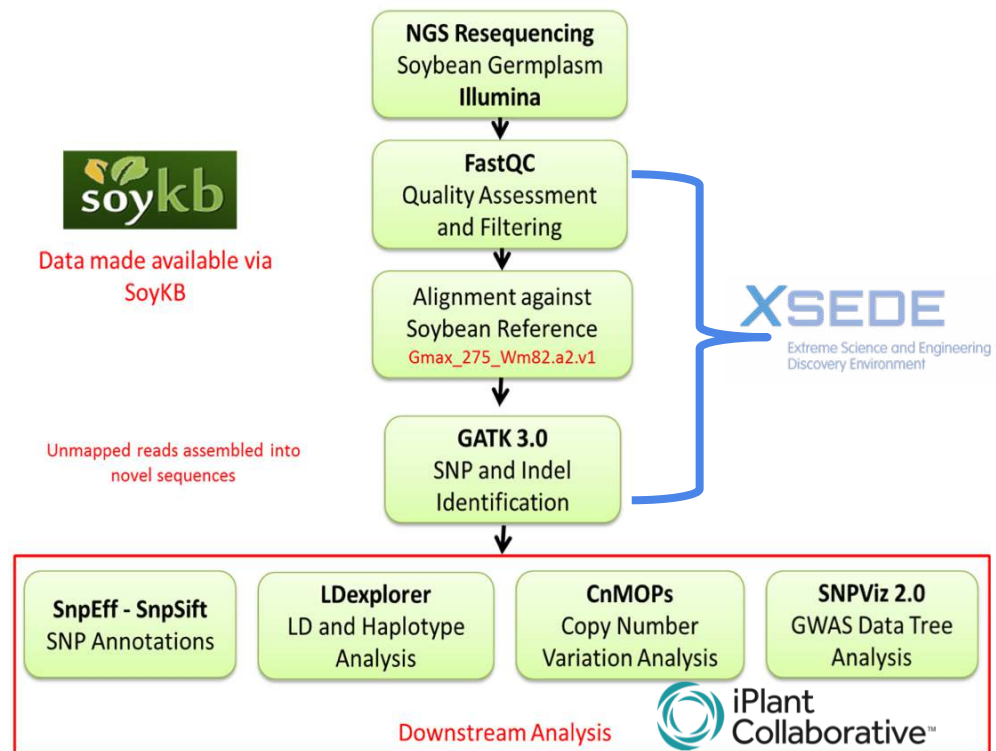 NGS Resequencing
Soybean Germplasm
Illumina
FastQC
Quality Assessment
and Filtering
soykb
Data made available via
SoyKB
Alignment against
Soybean Reference
Gmax_275_Wm82.a2.v1
XSEDE
Extreme Science and Engineering
Discovery Environment
Unmapped reads assembled into
novel sequences
GATK 3.0
SNP and Indel
Identification
SnpEff - SnpSift
SNP Annotations
LDexplorer
LD and Haplotype
Analysis
CnMOPs
Copy Number
Variation Analysis
SNPViz 2.0
GWAS Data Tree
Analysis
Downstream Analysis
iPlant
Collaborative™